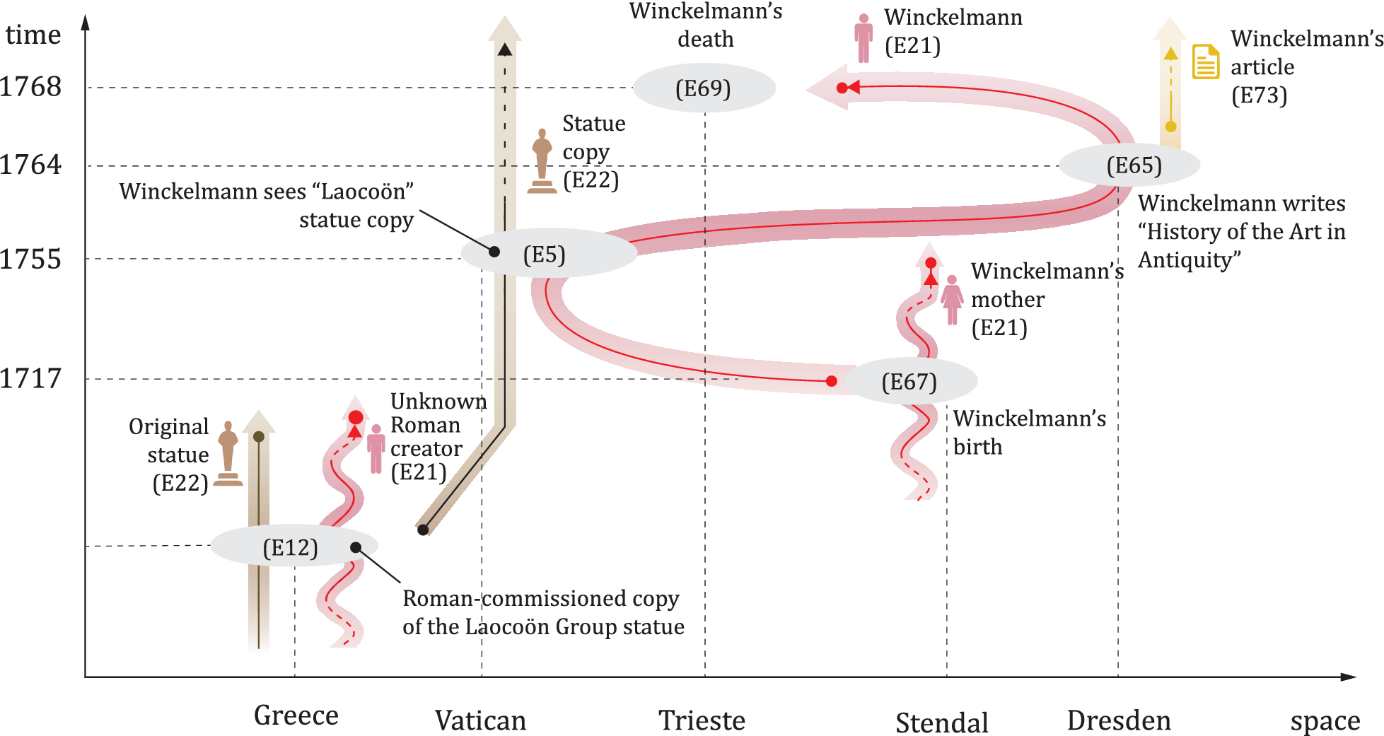 time
1768
1764
1755
1717
Winckelmann’s
death
(E69)
Winckelmann
(E21)
Winckelmann’s
article
(E73)
Statue
copy
(E22)
(E65)
Winckelmann writes
“History of the Art in
Antiquity”
Winckelmann sees “Laocoön”
statue copy
(E5)
Winckelmann’s
mother
(E21)
(E67)
Winckelmann’s
birth
Original
statue
(E22)
Unknown
Roman
creator
(E21)
(E12)
Roman-commissioned copy
of the Laocoön Group statue
Greece
Vatican
Trieste
Stendal
Dresden
space